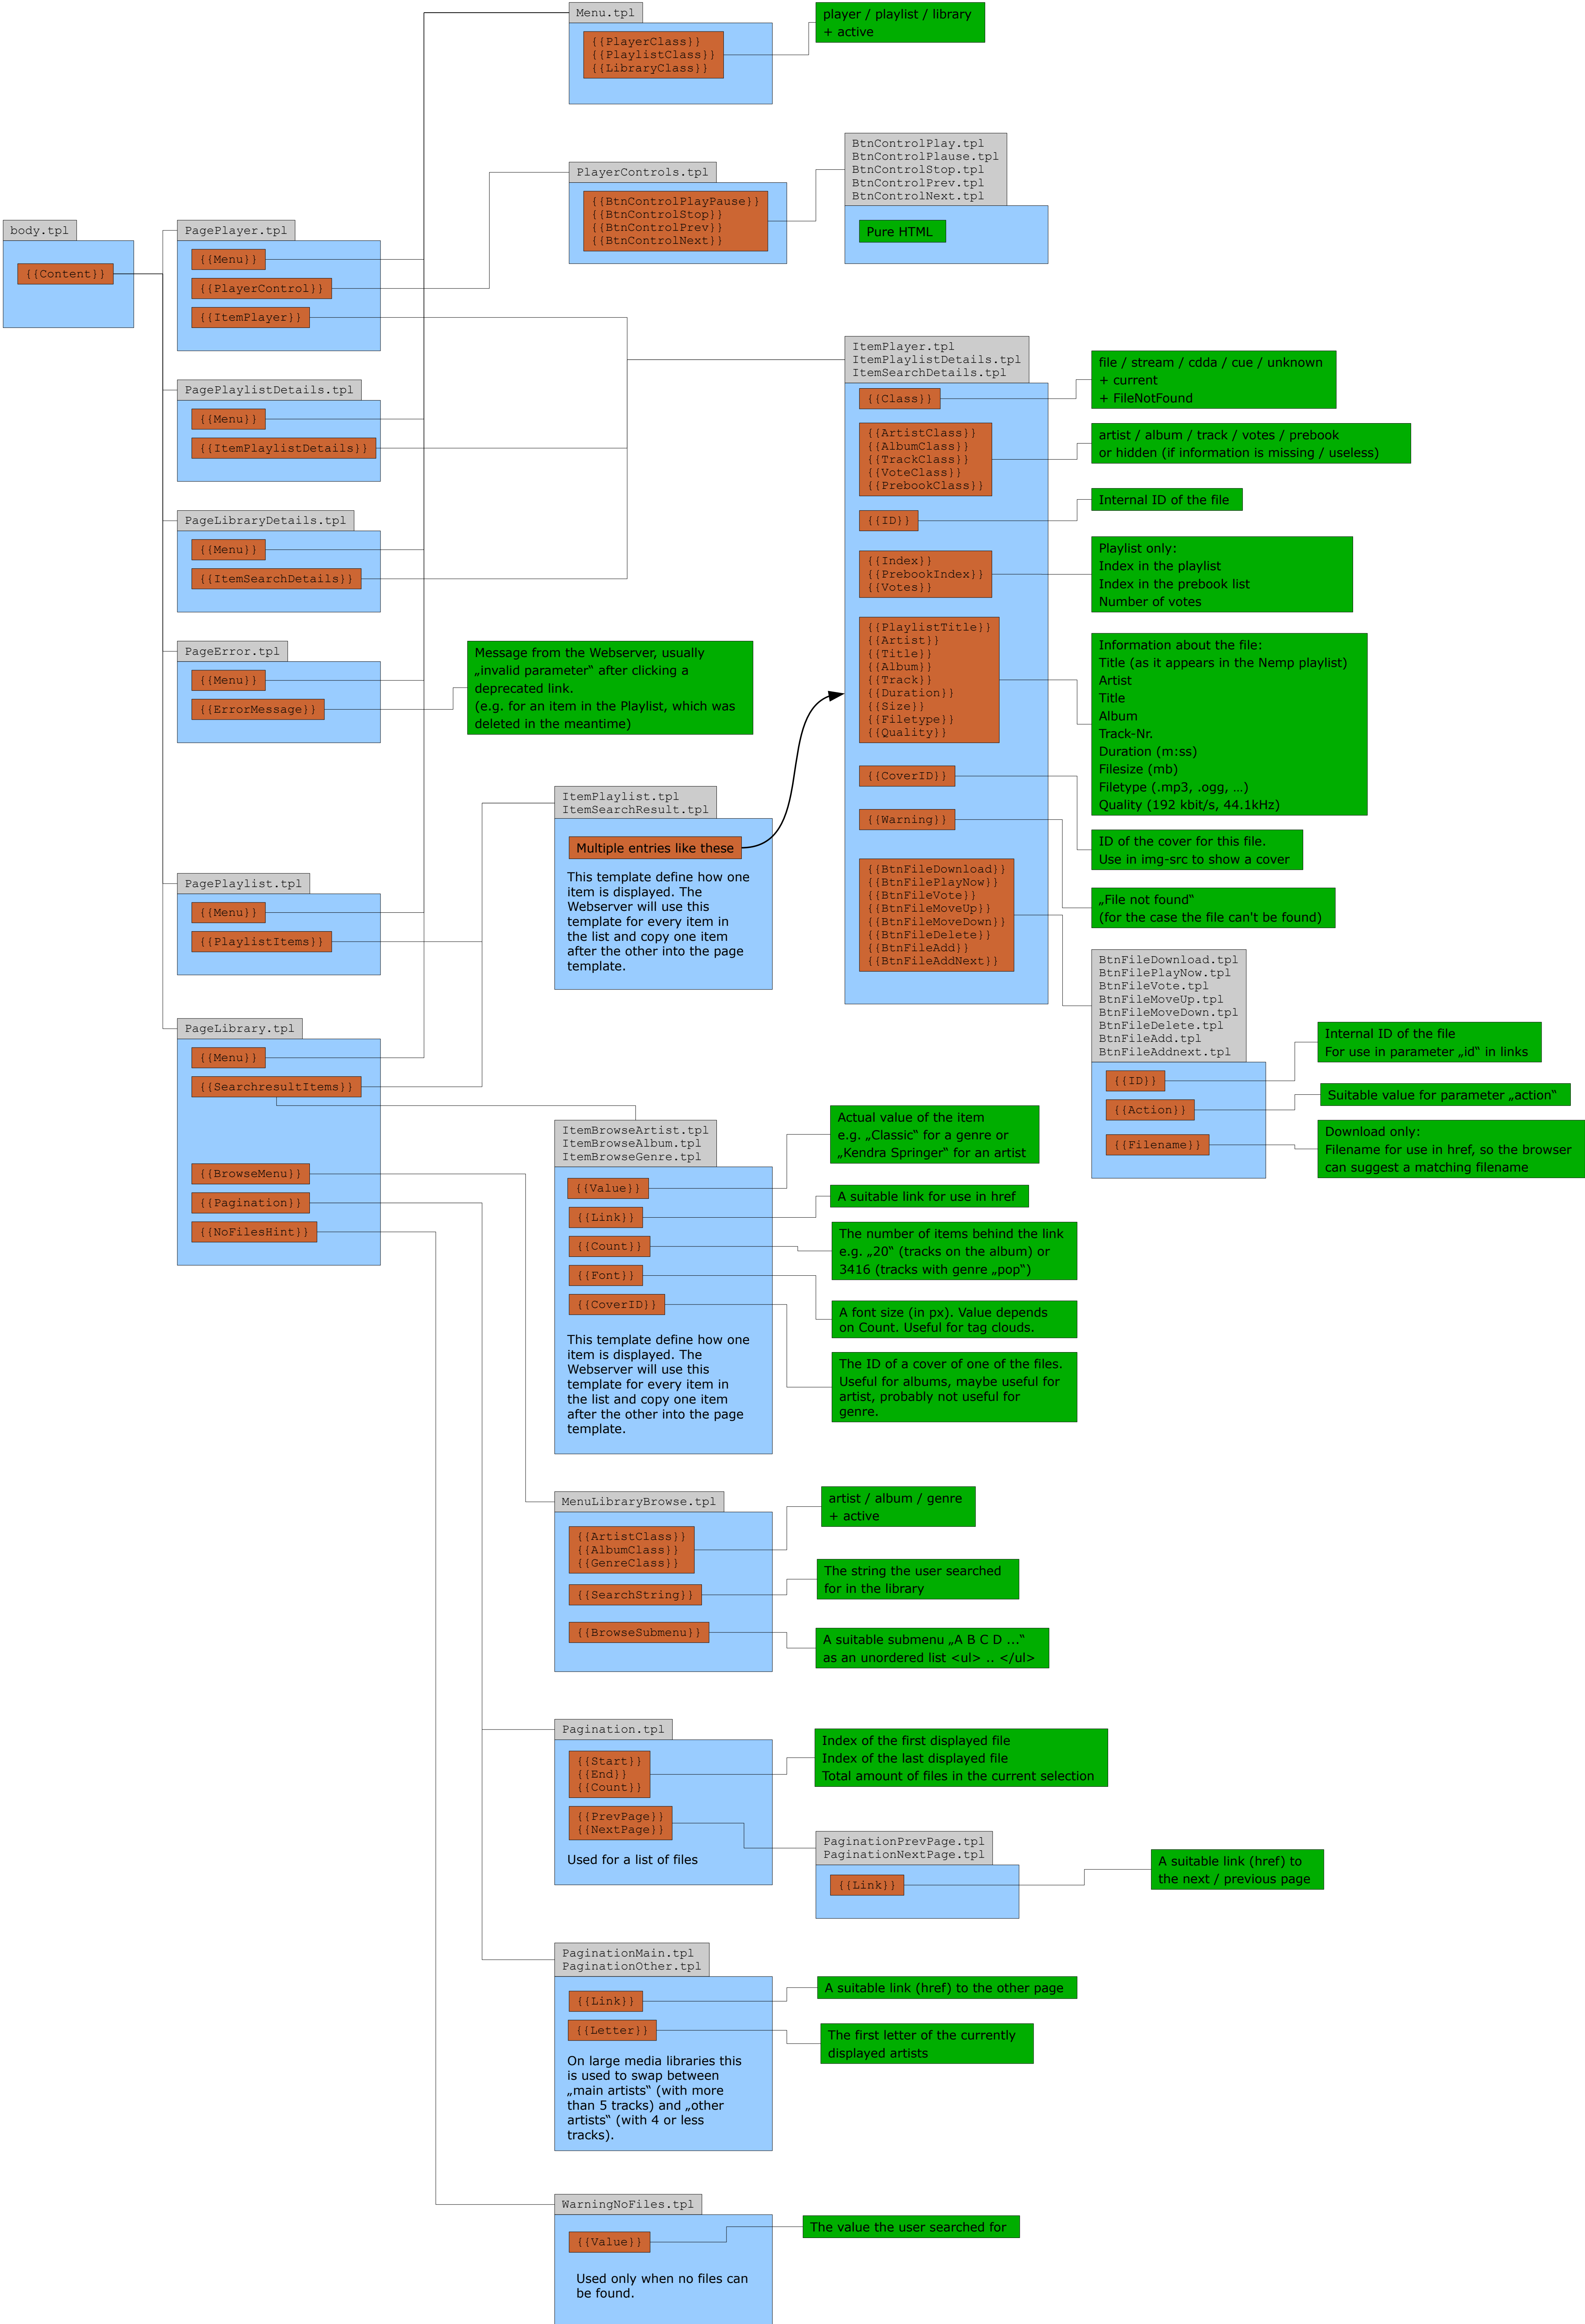 Menu.tpl
{{PlayerClass}}
{{PlaylistClass}}
{{LibraryClass}}
player / playlist / library
+ active
PlayerControls.tpl
{{BtnControlPlayPause}}
{{BtnControlStop}}
{{BtnControlPrev}}
{{BtnControlNext}}
BtnControlPlay.tpl
BtnControlPlause.tpl
BtnControlStop.tpl
BtnControlPrev.tpl
BtnControlNext.tpl
Pure HTML
body.tpl
{{Content}}
PagePlayer.tpl
{{Menu}}
{{PlayerControl}}
{{ItemPlayer}}
PagePlaylistDetails.tpl
{{Menu}}
{{ItemPlaylistDetails}}
PageLibraryDetails.tpl
{{Menu}}
{{ItemSearchDetails}}
PageError.tpl
{{Menu}}
{{ErrorMessage}}
Message from the Webserver, usually
„invalid parameter“ after clicking a
deprecated link.
(e.g. for an item in the Playlist, which was
deleted in the meantime)
PagePlaylist.tpl
{{Menu}}
{{PlaylistItems}}
PageLibrary.tpl
{{Menu}}
{{SearchresultItems}}
{{BrowseMenu}}
{{Pagination}}
{{NoFilesHint}}
ItemPlayer.tpl
ItemPlaylistDetails.tpl
ItemSearchDetails.tpl
{{Class}}
{{ArtistClass}}
{{AlbumClass}}
{{TrackClass}}
{{VoteClass}}
{{PrebookClass}}
{{ID}}
{{Index}}
{{PrebookIndex}}
{{Votes}}
{{PlaylistTitle}}
{{Artist}}
{{Title}}
{{Album}}
{{Track}}
{{Duration}}
{{Size}}
{{Filetype}}
{{Quality}}
{{CoverID}}
{{Warning}}
{{BtnFileDownload}}
{{BtnFilePlayNow}}
{{BtnFileVote}}
{{BtnFileMoveUp}}
{{BtnFileMoveDown}}
{{BtnFileDelete}}
{{BtnFileAdd}}
{{BtnFileAddNext}}
file / stream / cdda / cue / unknown
+ current
+ FileNotFound
artist / album / track / votes / prebook
or hidden (if information is missing / useless)
Internal ID of the file
Playlist only:
Index in the playlist
Index in the prebook list
Number of votes
Information about the file:
Title (as it appears in the Nemp playlist)
Artist
Title
Album
Track-Nr.
Duration (m:ss)
Filesize (mb)
Filetype (.mp3, .ogg, ...)
Quality (192 kbit/s, 44.1kHz)
ID of the cover for this file.
Use in img-src to show a cover
„File not found“
(for the case the file can't be found)
BtnFileDownload.tpl
BtnFilePlayNow.tpl
BtnFileVote.tpl
BtnFileMoveUp.tpl
BtnFileMoveDown.tpl
BtnFileDelete.tpl
BtnFileAdd.tpl
BtnFileAddnext.tpl
{{ID}}
{{Action}}
{{Filename}}
Internal ID of the file
For use in parameter „id“ in links
Suitable value for parameter „action“
Download only:
Filename for use in href, so the browser
can suggest a matching filename
ItemPlaylist.tpl
ItemSearchResult.tpl
Multiple entries like these
This template define how one
item is displayed. The
Webserver will use this
template for every item in
the list and copy one item
after the other into the page
template.
ItemBrowseArtist.tpl
ItemBrowseAlbum.tpl
ItemBrowseGenre.tpl
{{Value}}
{{Link}}
{{Count}}
{{Font}}
{{CoverID}}
This template define how one
item is displayed. The
Webserver will use this
template for every item in
the list and copy one item
after the other into the page
template.
Actual value of the item
e.g. „Classic“ for a genre or
„Kendra Springer“ for an artist
A suitable link for use in href
The number of items behind the link
e.g. „20“ (tracks on the album) or
3416 (tracks with genre „pop“)
A font size (in px). Value depends
on Count. Useful for tag clouds.
The ID of a cover of one of the files.
Useful for albums, maybe useful for
artist, probably not useful for
genre.
MenuLibraryBrowse.tpl
{{ArtistClass}}
{{AlbumClass}}
{{GenreClass}}
{{SearchString}}
{{BrowseSubmenu}}
artist / album / genre
+ active
The string the user searched
for in the library
A suitable submenu „A B C D ...“
as an unordered list <ul> .. </ul>
Pagination.tpl
{{Start}}
{{End}}
{{Count}}
{{PrevPage}}
{{NextPage}}
Used for a list of files
Index of the first displayed file
Index of the last displayed file
Total amount of files in the current selection
PaginationPrevPage.tpl
PaginationNextPage.tpl
{{Link}}
A suitable link (href) to
the next / previous page
PaginationMain.tpl
PaginationOther.tpl
{{Link}}
{{Letter}}
On large media libraries this
is used to swap between
„main artists“ (with more
than 5 tracks) and „other
artists“ (with 4 or less
tracks).
A suitable link (href) to the other page
The first letter of the currently
displayed artists
WarningNoFiles.tpl
{{Value}}
Used only when no files can
be found.
The value the user searched for